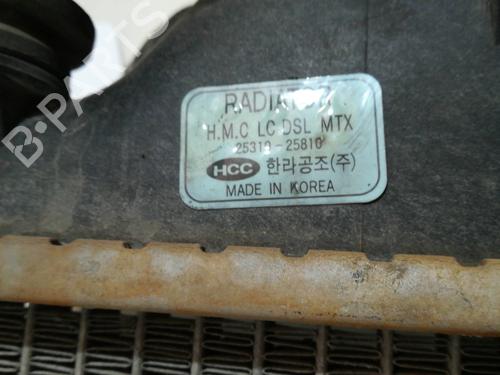 RADIATOR
H.M.C LC DSL MTX
25310-25810
HCC 한라공조(주)
MADE IN KOREA
B-PARTS